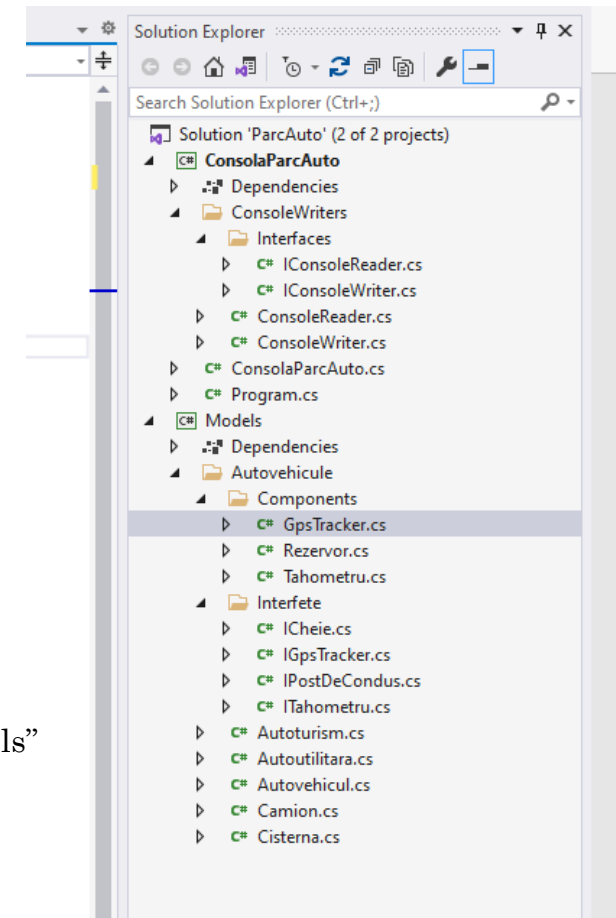 Solution Explorer
Search Solution Explorer (Ctrl+;)
Solution 'ParcAuto' (2 of 2 projects)
C# ConsolaParcAuto
Dependencies
ConsoleWriters
Interfaces
C# IConsoleReader.cs
C# IConsoleWriter.cs
C# ConsoleReader.cs
C# ConsoleWriter.cs
C# ConsolaParcAuto.cs
C# Program.cs
C# Models
Dependencies
Autovehicule
Components
C# GpsTracker.cs
C# Rezervor.cs
C# Tahometru.cs
Interfete
C# ICheie.cs
C# IGpsTracker.cs
C# IPostDeCondus.cs
C# ITahometru.cs
ls”
C# Autoturism.cs
C# Autoutilitara.cs
C# Autovehicul.cs
C# Camion.cs
C# Cisterna.cs